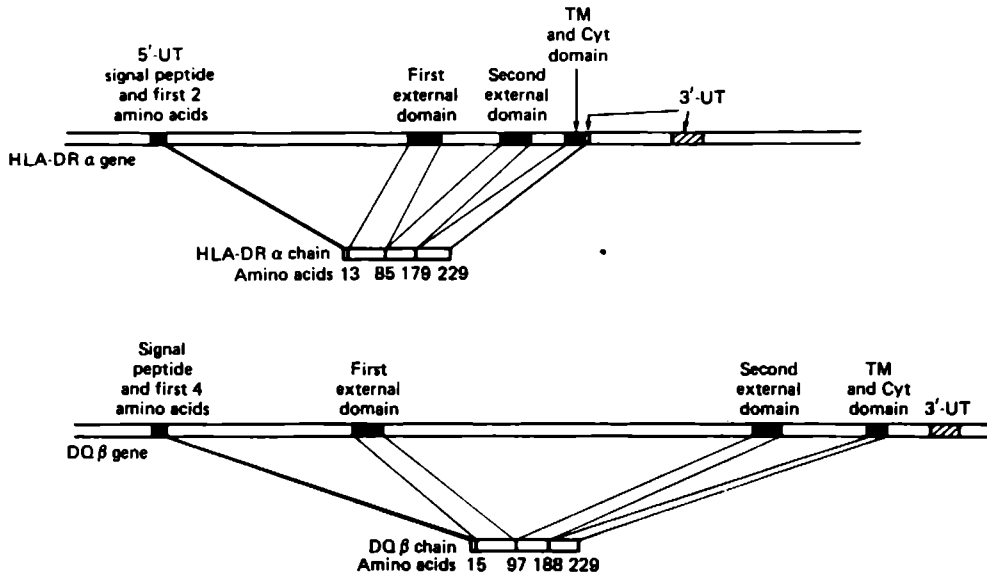 5′-UT
signal peptide
and first 2
amino acids
First
external
domain
Second
external
domain
TM
and Cyt
domain
3′-UT
HLA-DR α gene
HLA-DR α chain
Amino acids 13 85 179 229
Signal
peptide
and first 4
amino acids
First
external
domain
Second
external
domain
TM
and Cyt
domain
3′-UT
DQ β gene
DQ β chain
Amino acids 15 97 188 229